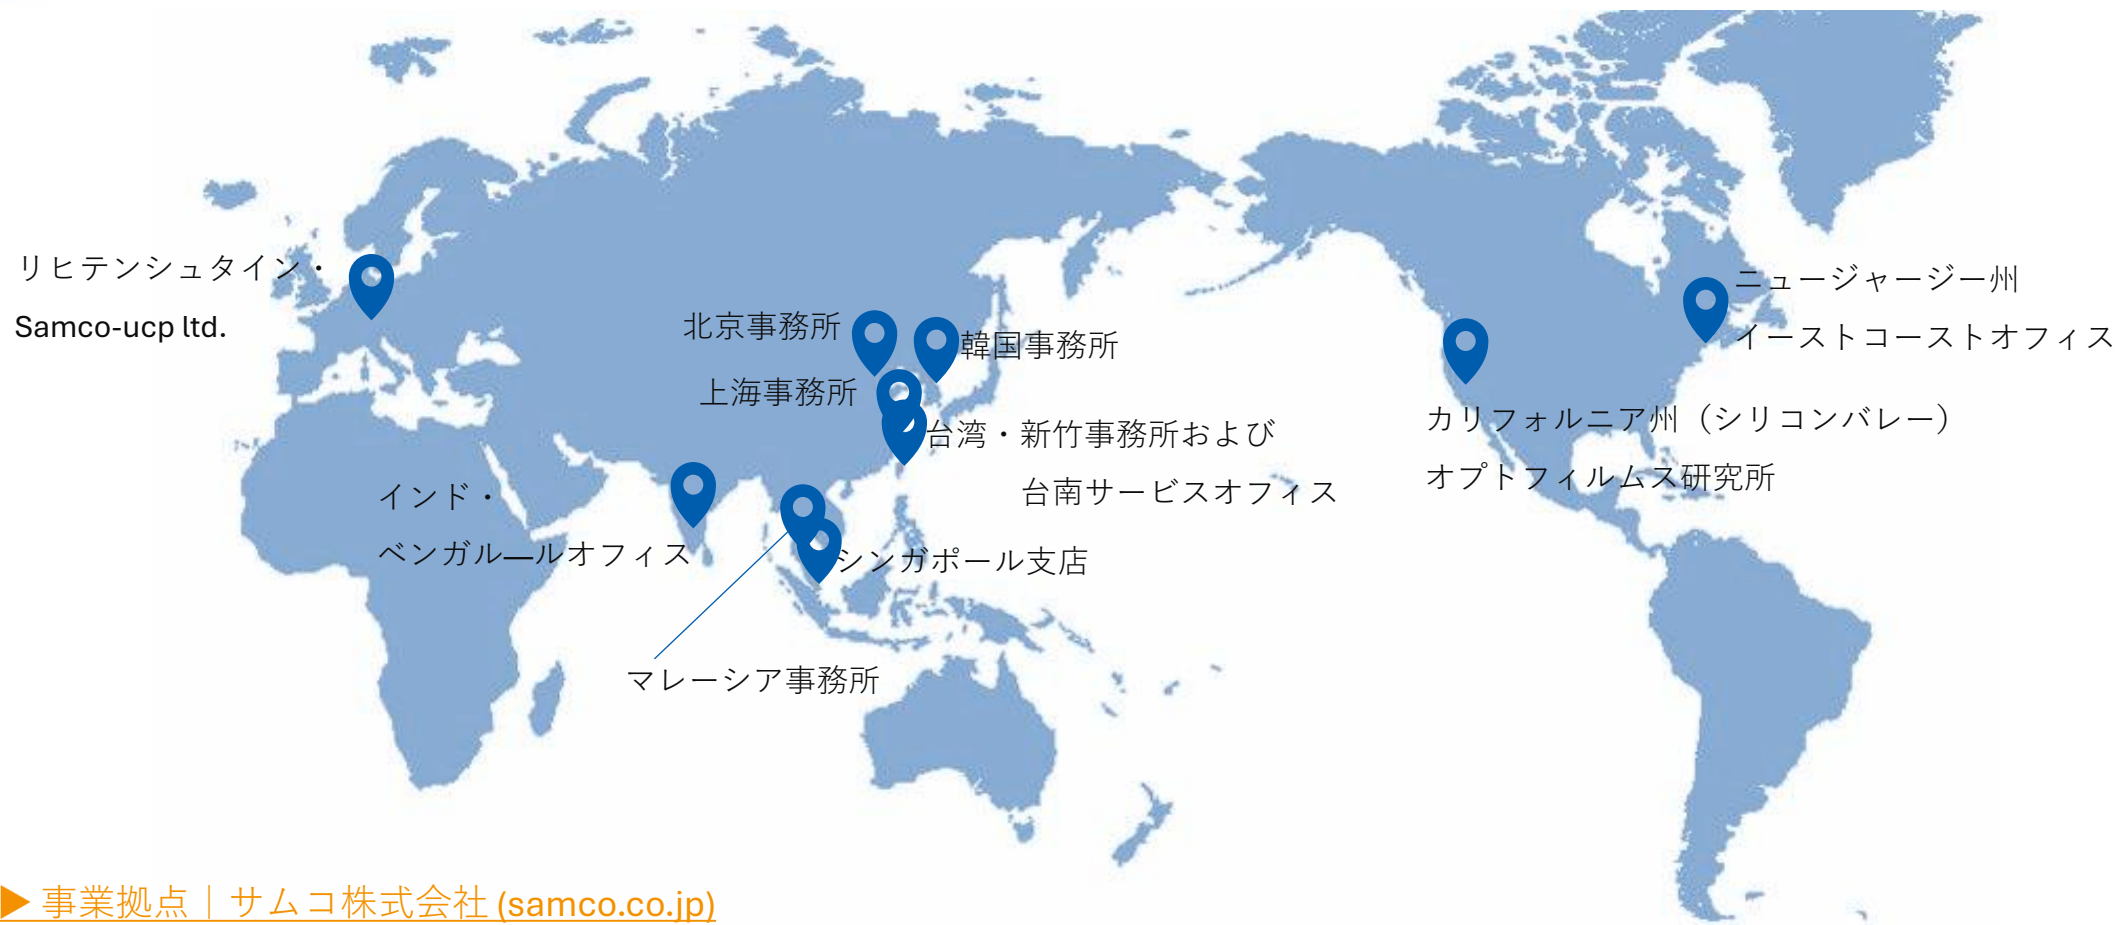 リヒテンシュタイン・
Samco-ucp ltd.
北京事務所
韓国事務所
上海事務所
台湾・新竹事務所および
台南サービスオフィス
インド・
ベンガル―ルオフィス
シンガポール支店
マレーシア事務所
ニュージャージー州
イーストコーストオフィス
カリフォルニア州（シリコンバレー）
オプトフィルムス研究所
▶ 事業拠点｜サムコ株式会社 (samco.co.jp)